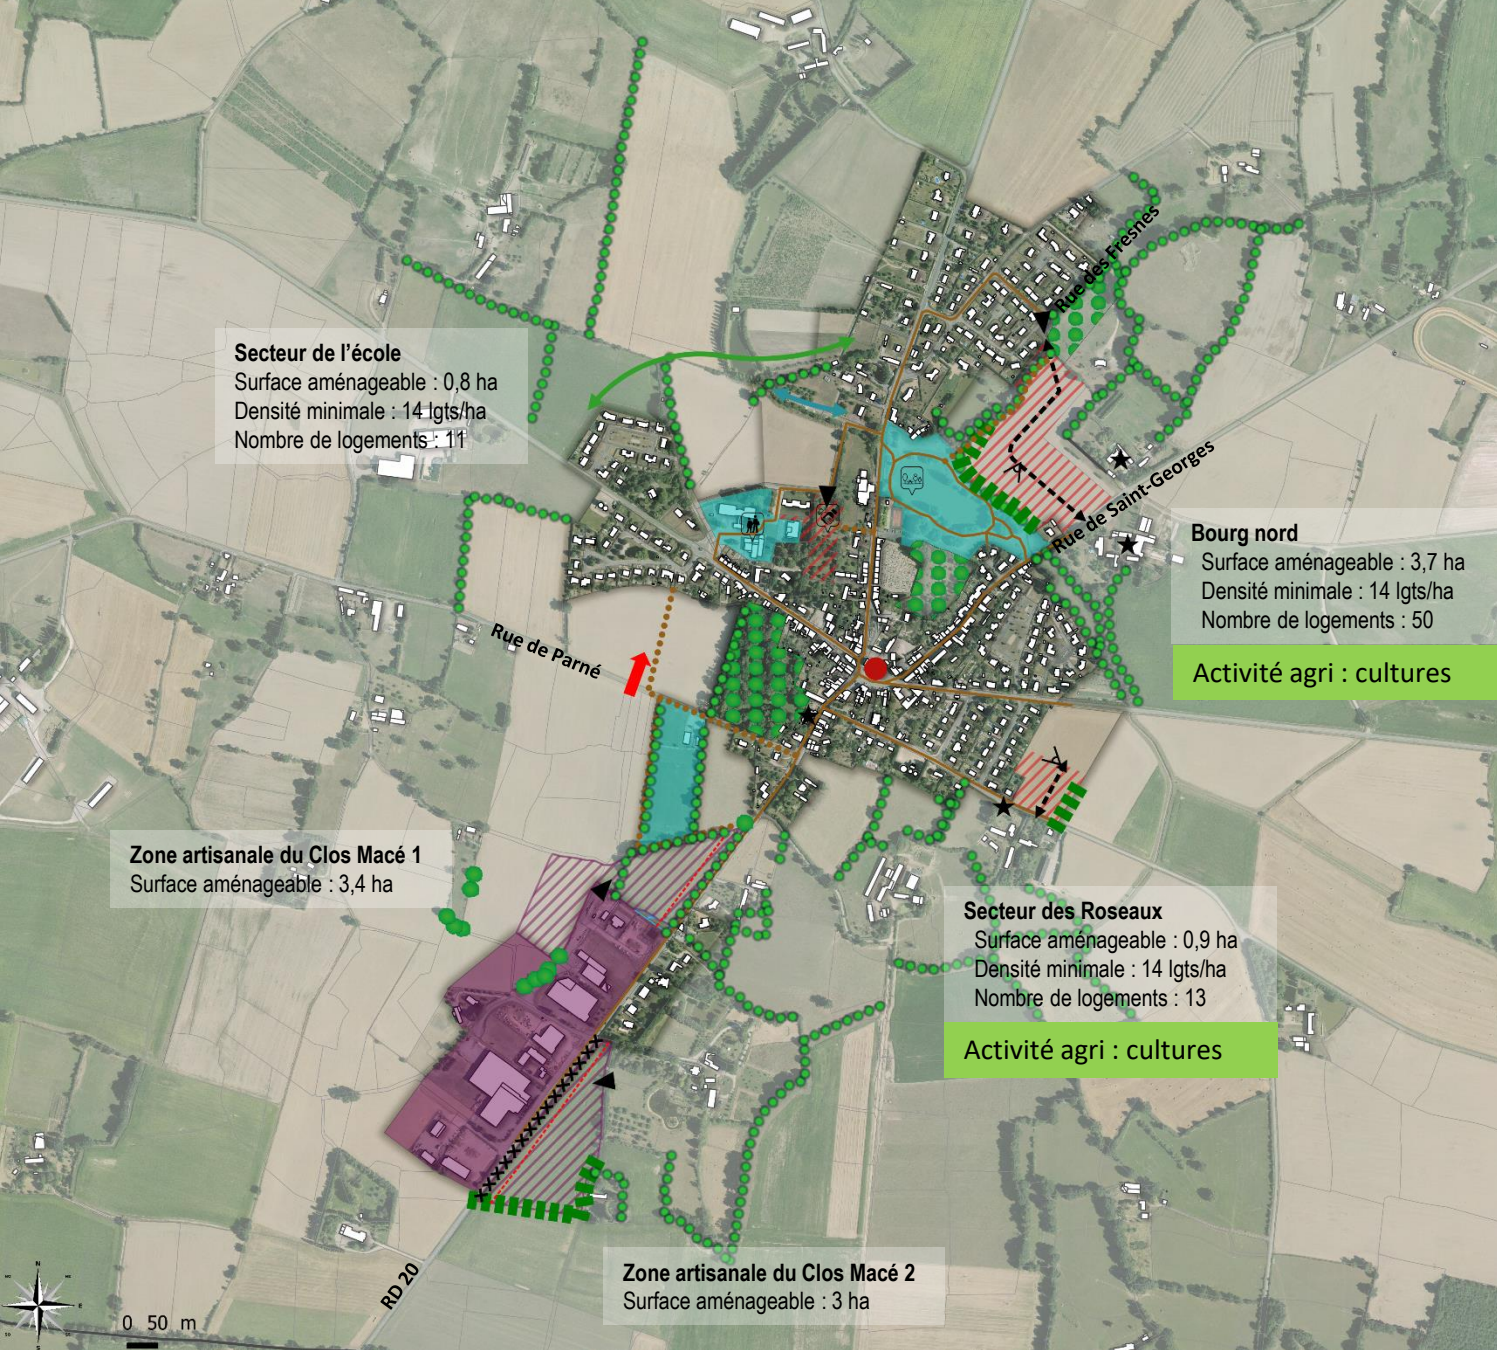 Rue des Fresnes
Secteur de l'école
Surface aménageable : 0,8 ha
Densité minimale : 14 lgts/ha
Nombre de logements : 11
Rue de Saint-Georges
Bourg nord
Surface aménageable : 3,7 ha
Densité minimale : 14 lgts/ha
Nombre de logements : 50
Activité agri : cultures
Rue de Parné
Zone artisanale du Clos Macé 1
Surface aménageable : 3,4 ha
Secteur des Roseaux
Surface aménageable : 0,9 ha
Densité minimale : 14 lgts/ha
Nombre de logements : 13
Activité agri : cultures
Zone artisanale du Clos Macé 2
Surface aménageable : 3 ha
RD 20
N
E
S
0 50 m